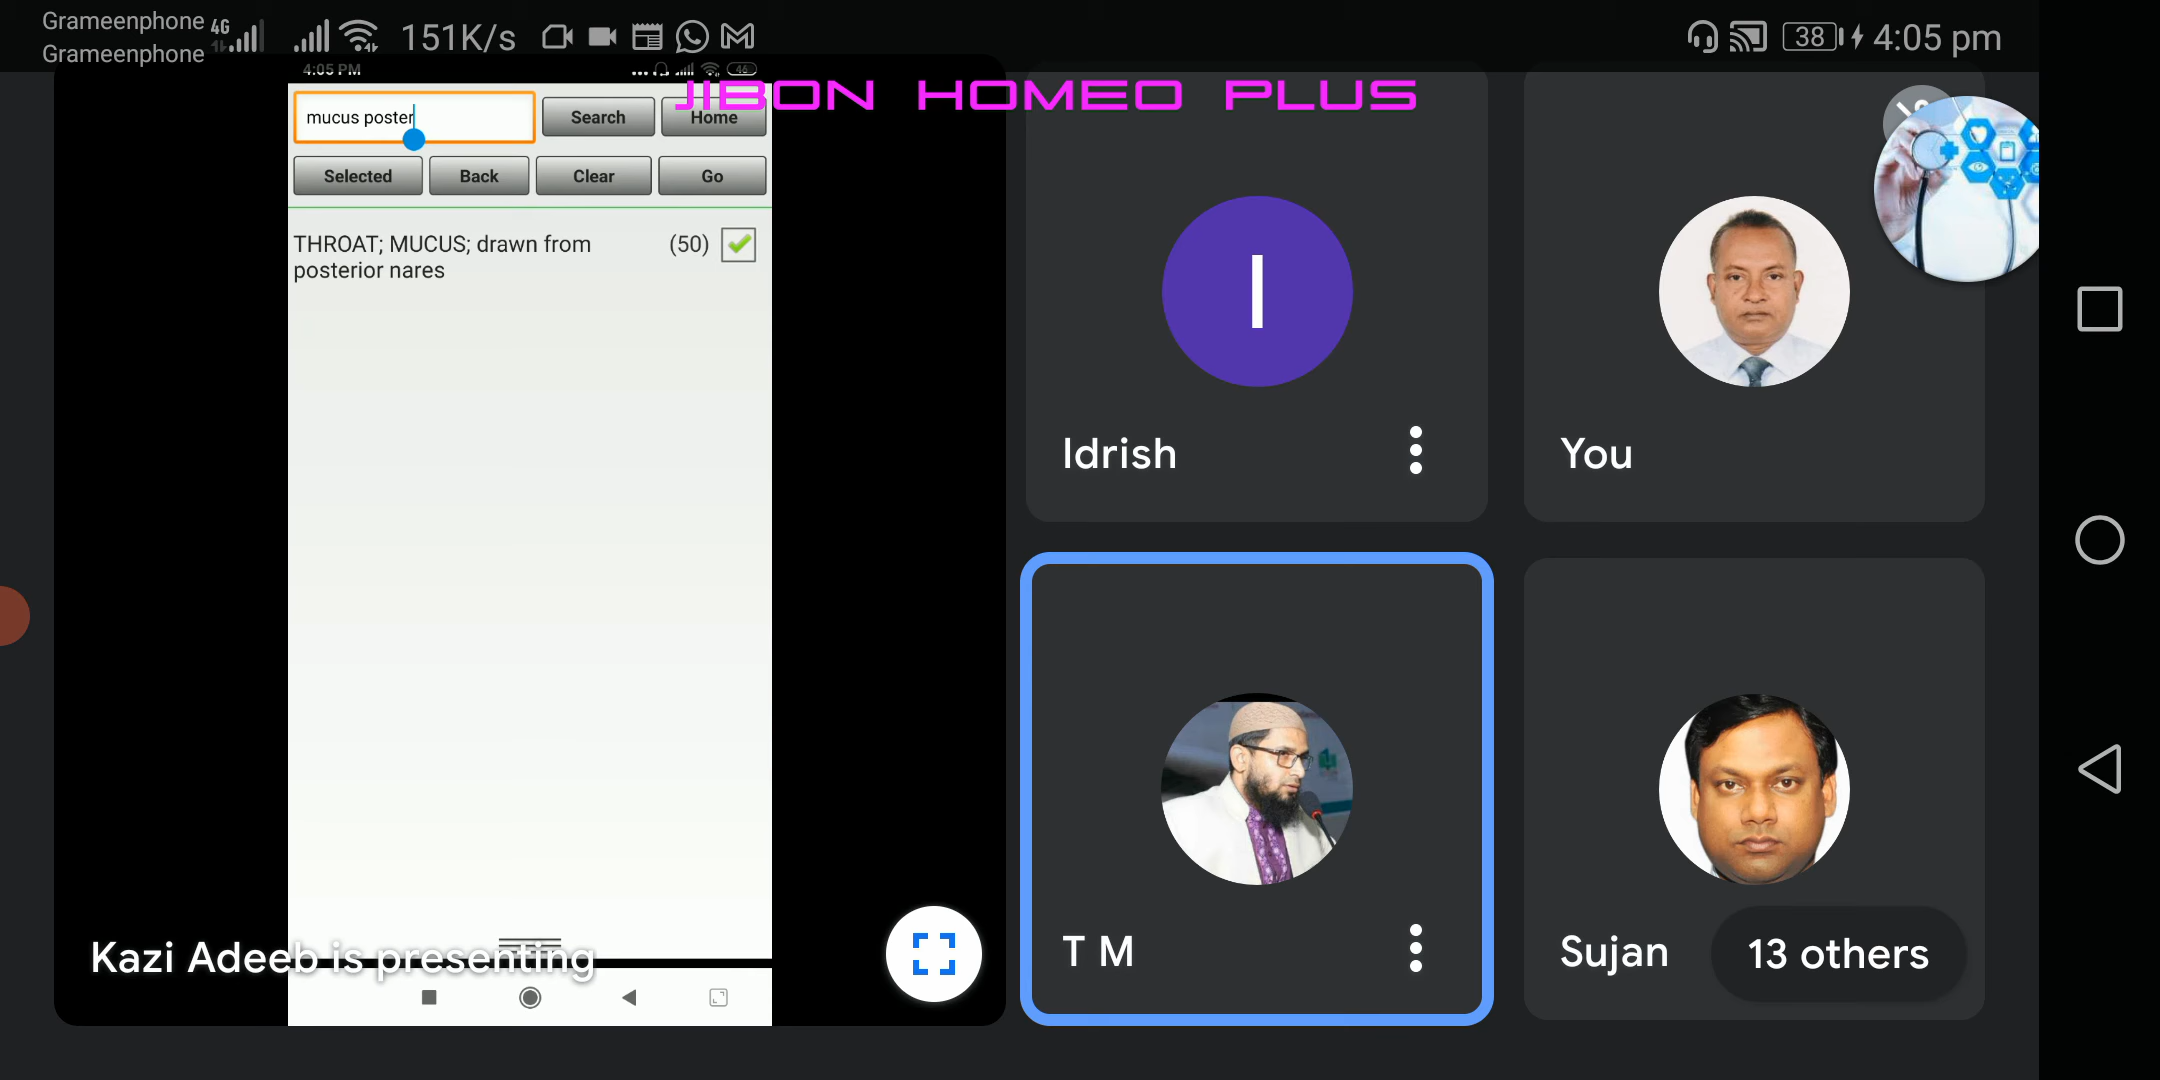 Grameenphone 4G
Grameenphone
151K/s
38
4:05 pm
4:05 PM
46
JIBON HOMEO PLUS
mucus poster
Search
Home
Selected
Back
Clear
Go
THROAT; MUCUS; drawn from
posterior nares
(50)
I
Idrish
You
T M
Sujan
13 others
Kazi Adeeb is presenting